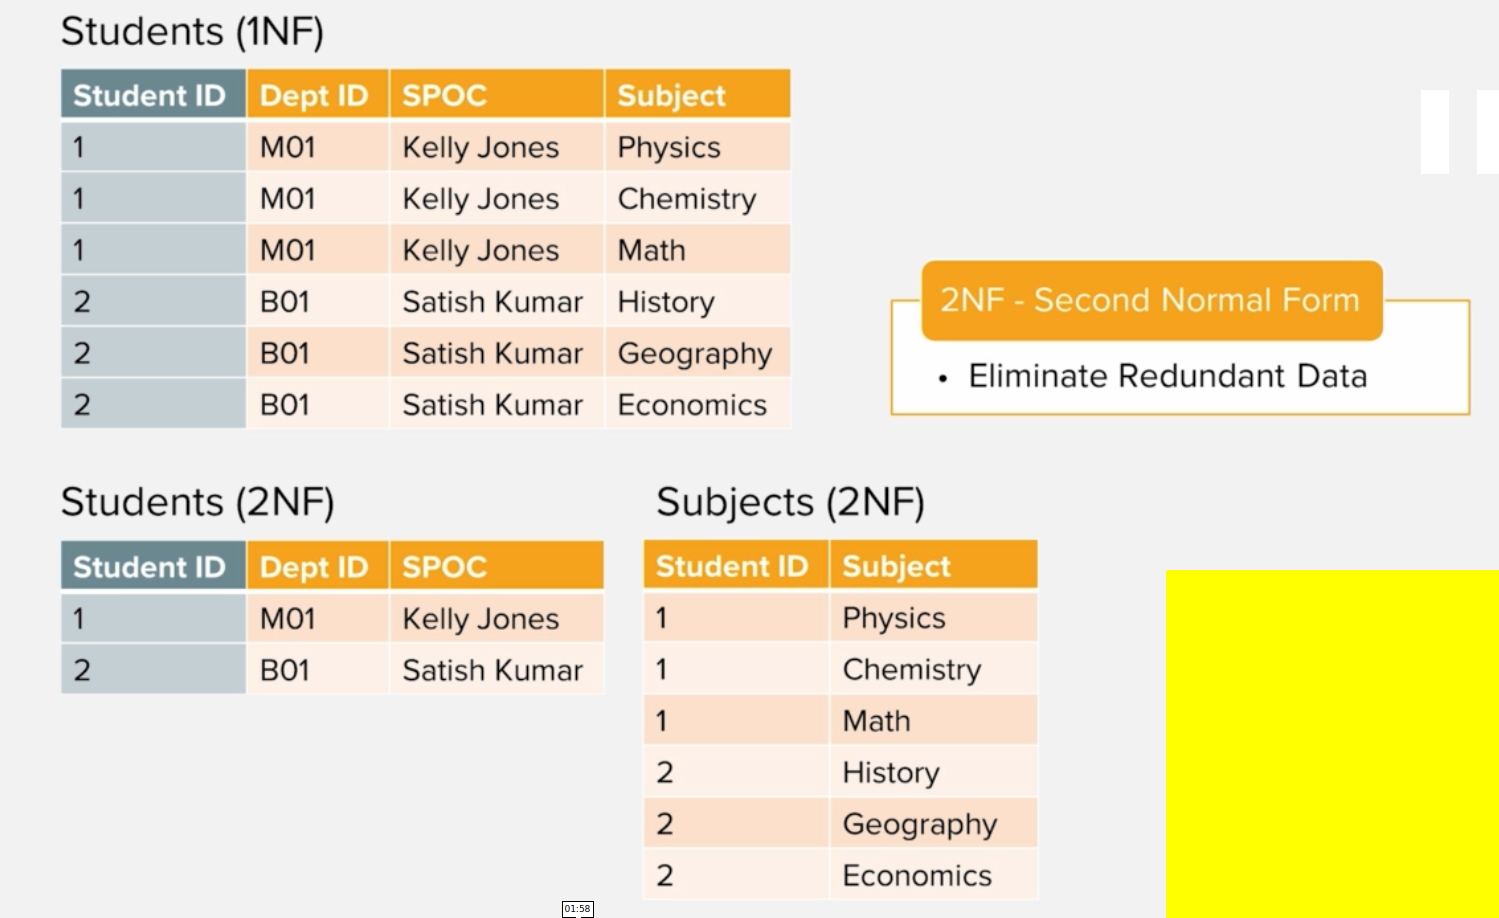 Students (1NF)
Student ID Dept ID SPOC Subject
1 M01 Kelly Jones Physics
1 M01 Kelly Jones Chemistry
1 M01 Kelly Jones Math
2 B01 Satish Kumar History
2 B01 Satish Kumar Geography
2 B01 Satish Kumar Economics
2NF - Second Normal Form
• Eliminate Redundant Data
Students (2NF)
Student ID Dept ID SPOC
1 M01 Kelly Jones
2 B01 Satish Kumar
Subjects (2NF)
Student ID Subject
1 Physics
1 Chemistry
1 Math
2 History
2 Geography
2 Economics
01:58